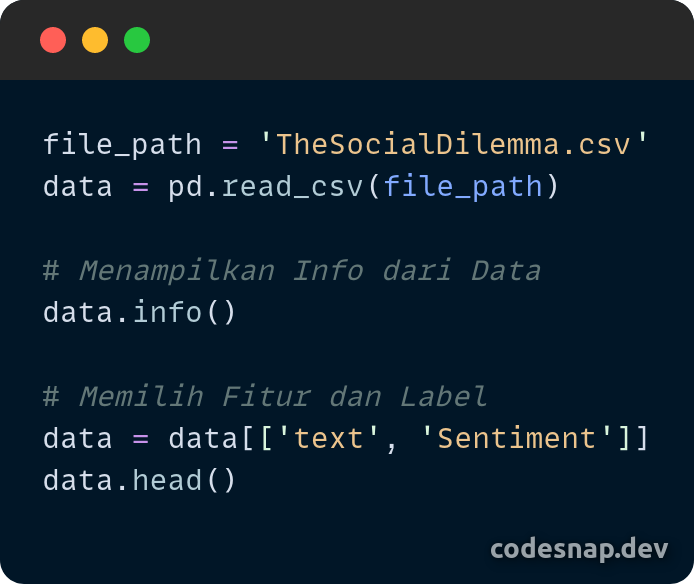 file_path = 'TheSocialDilemma.csv'
data = pd.read_csv(file_path)
# Menampilkan Info dari Data
data.info()
# Memilih Fitur dan Label
data = data[['text', 'Sentiment']]
data.head()
codesnap.dev